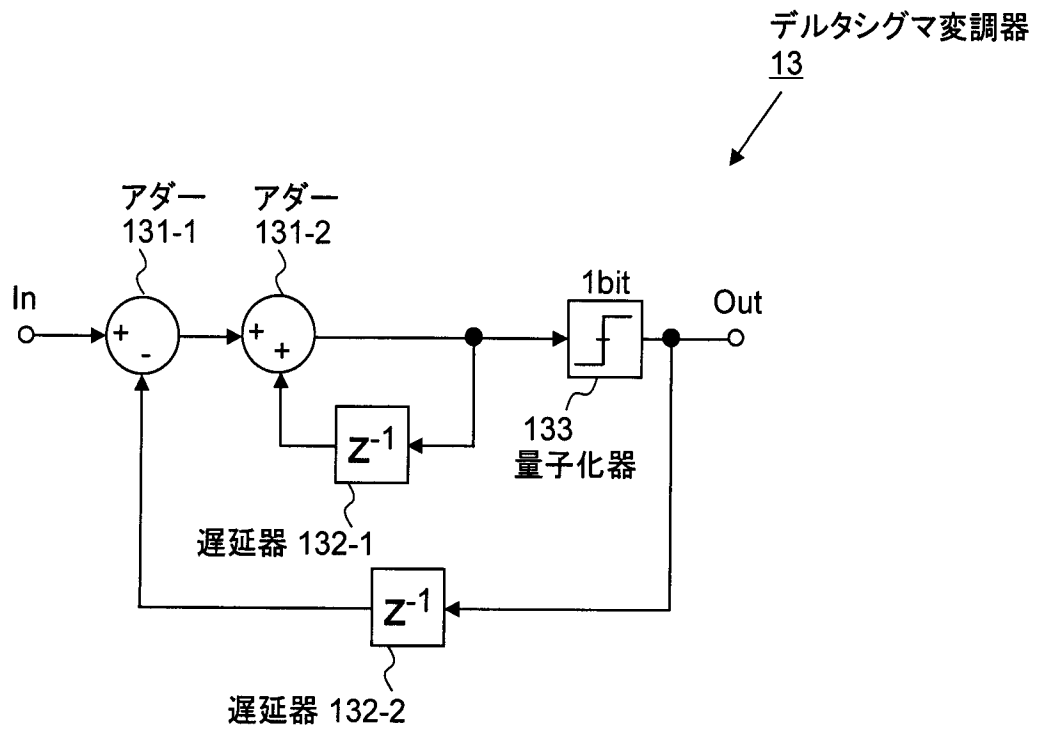 デルタシグマ変調器
13
アダー
131-1
アダー
131-2
In
+
-
+
+
1bit
Out
133
量子化器
Z-1
遅延器 132-1
Z-1
遅延器 132-2